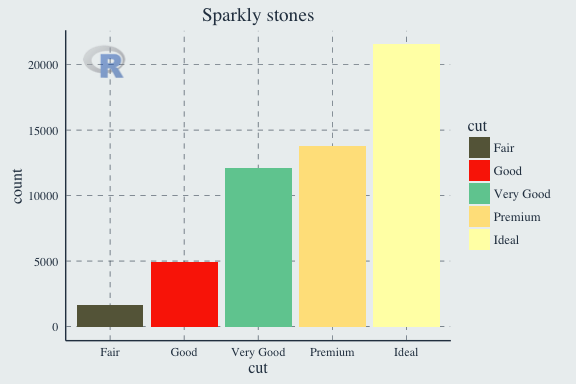 Sparkly stones
R
20000
15000
10000
5000
0
count
Fair
Good
Very Good
Premium
Ideal
cut
cut
Fair
Good
Very Good
Premium
Ideal